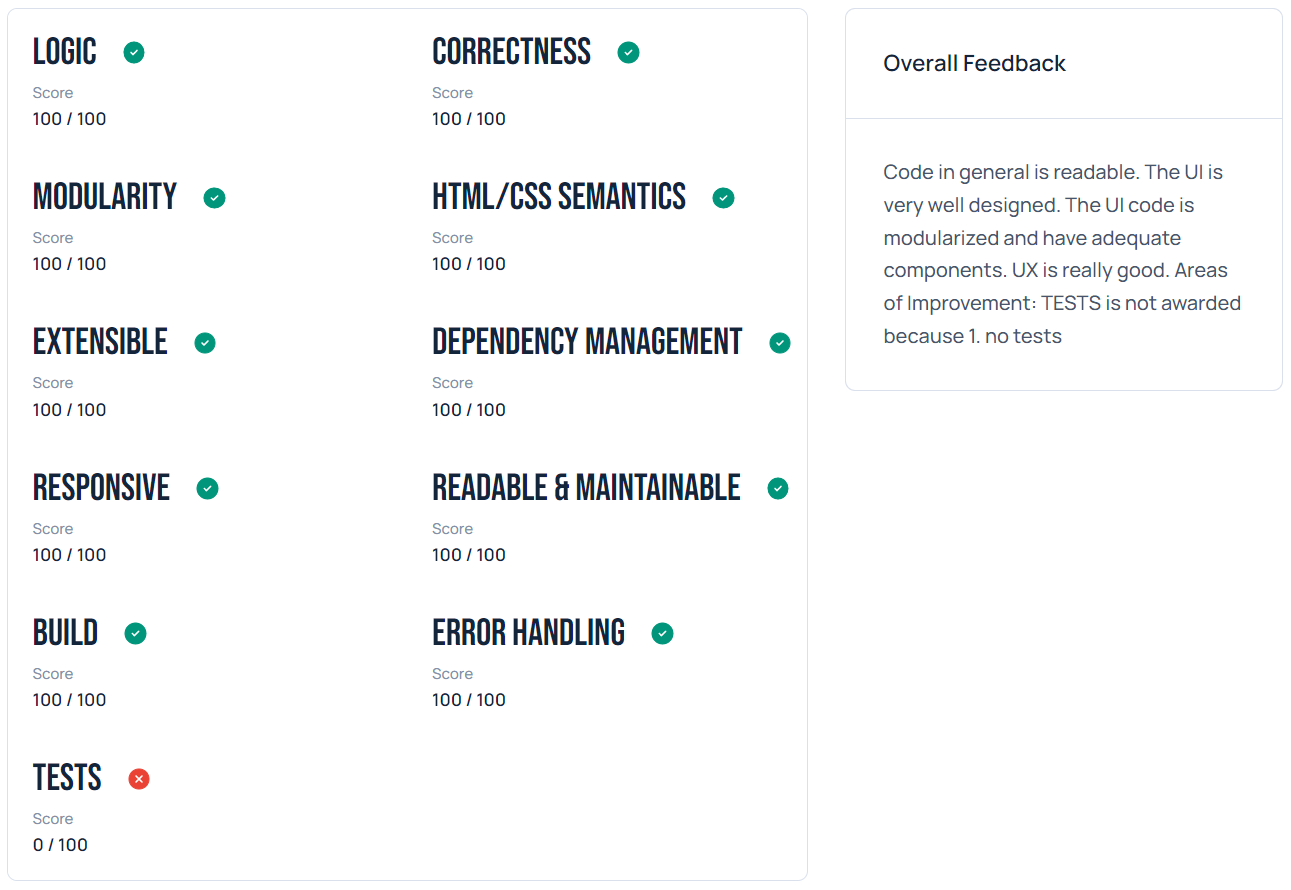 LOGIC
Score
100 / 100
CORRECTNESS
Score
100 / 100
MODULARITY
Score
100 / 100
HTML/CSS SEMANTICS
Score
100 / 100
EXTENSIBLE
Score
100 / 100
DEPENDENCY MANAGEMENT
Score
100 / 100
RESPONSIVE
Score
100 / 100
READABLE & MAINTAINABLE
Score
100 / 100
BUILD
Score
100 / 100
ERROR HANDLING
Score
100 / 100
TESTS
Score
0 / 100
Overall Feedback
Code in general is readable. The UI is
very well designed. The UI code is
modularized and have adequate
components. UX is really good. Areas
of Improvement: TESTS is not awarded
because 1. no tests